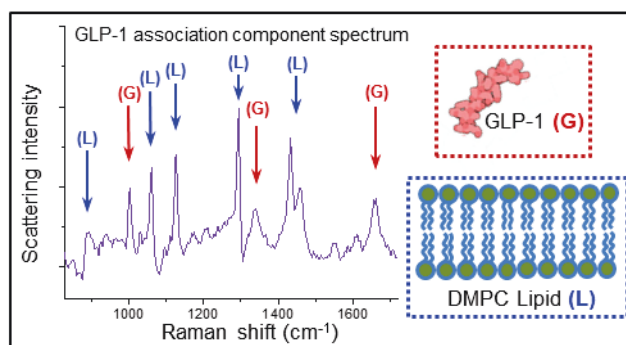 GLP-1 association component spectrum
(L)
(G)
(L)
(L)
(L)
(G)
(L)
(G)
Scattering intensity
1000
1200
1400
1600
Raman shift (cm⁻¹)
GLP-1 (G)
DMPC Lipid (L)